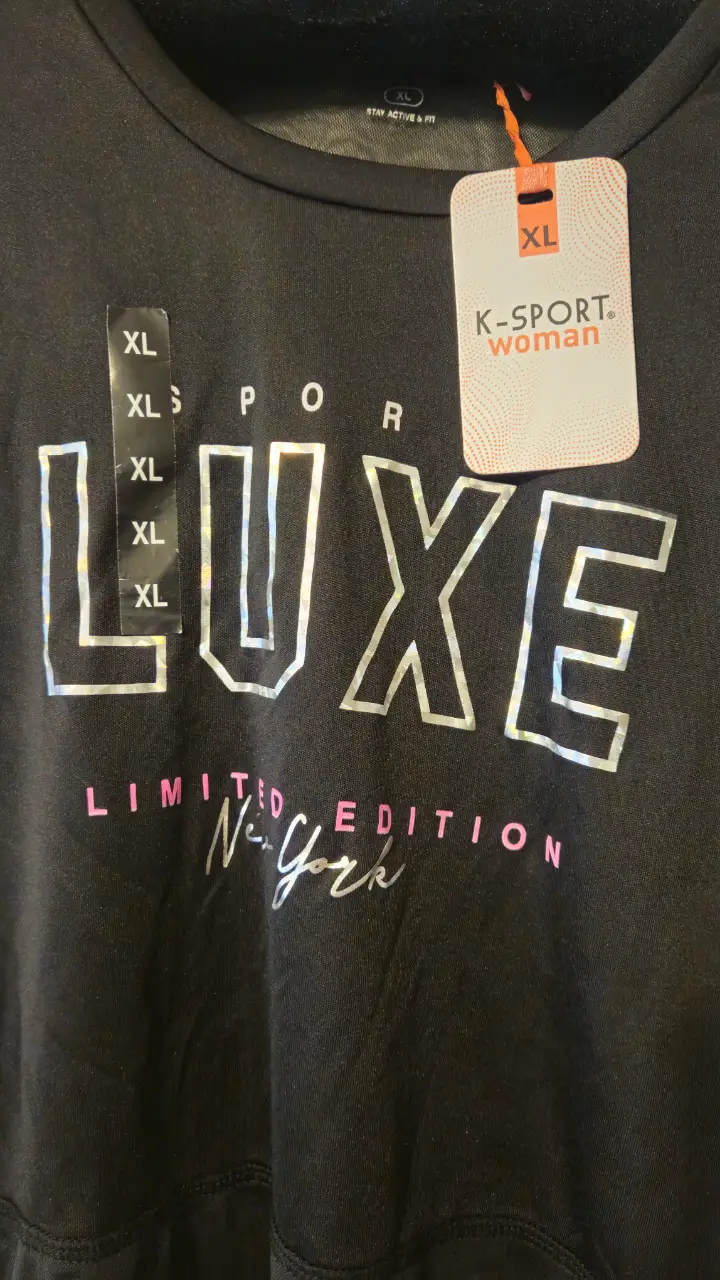 XL
STAY ACTIVE & FIT
XL
K-SPORT®
woman
XL
XL
XL
XL
XL
SPOR
LUXE
LIMITED EDITION
New York